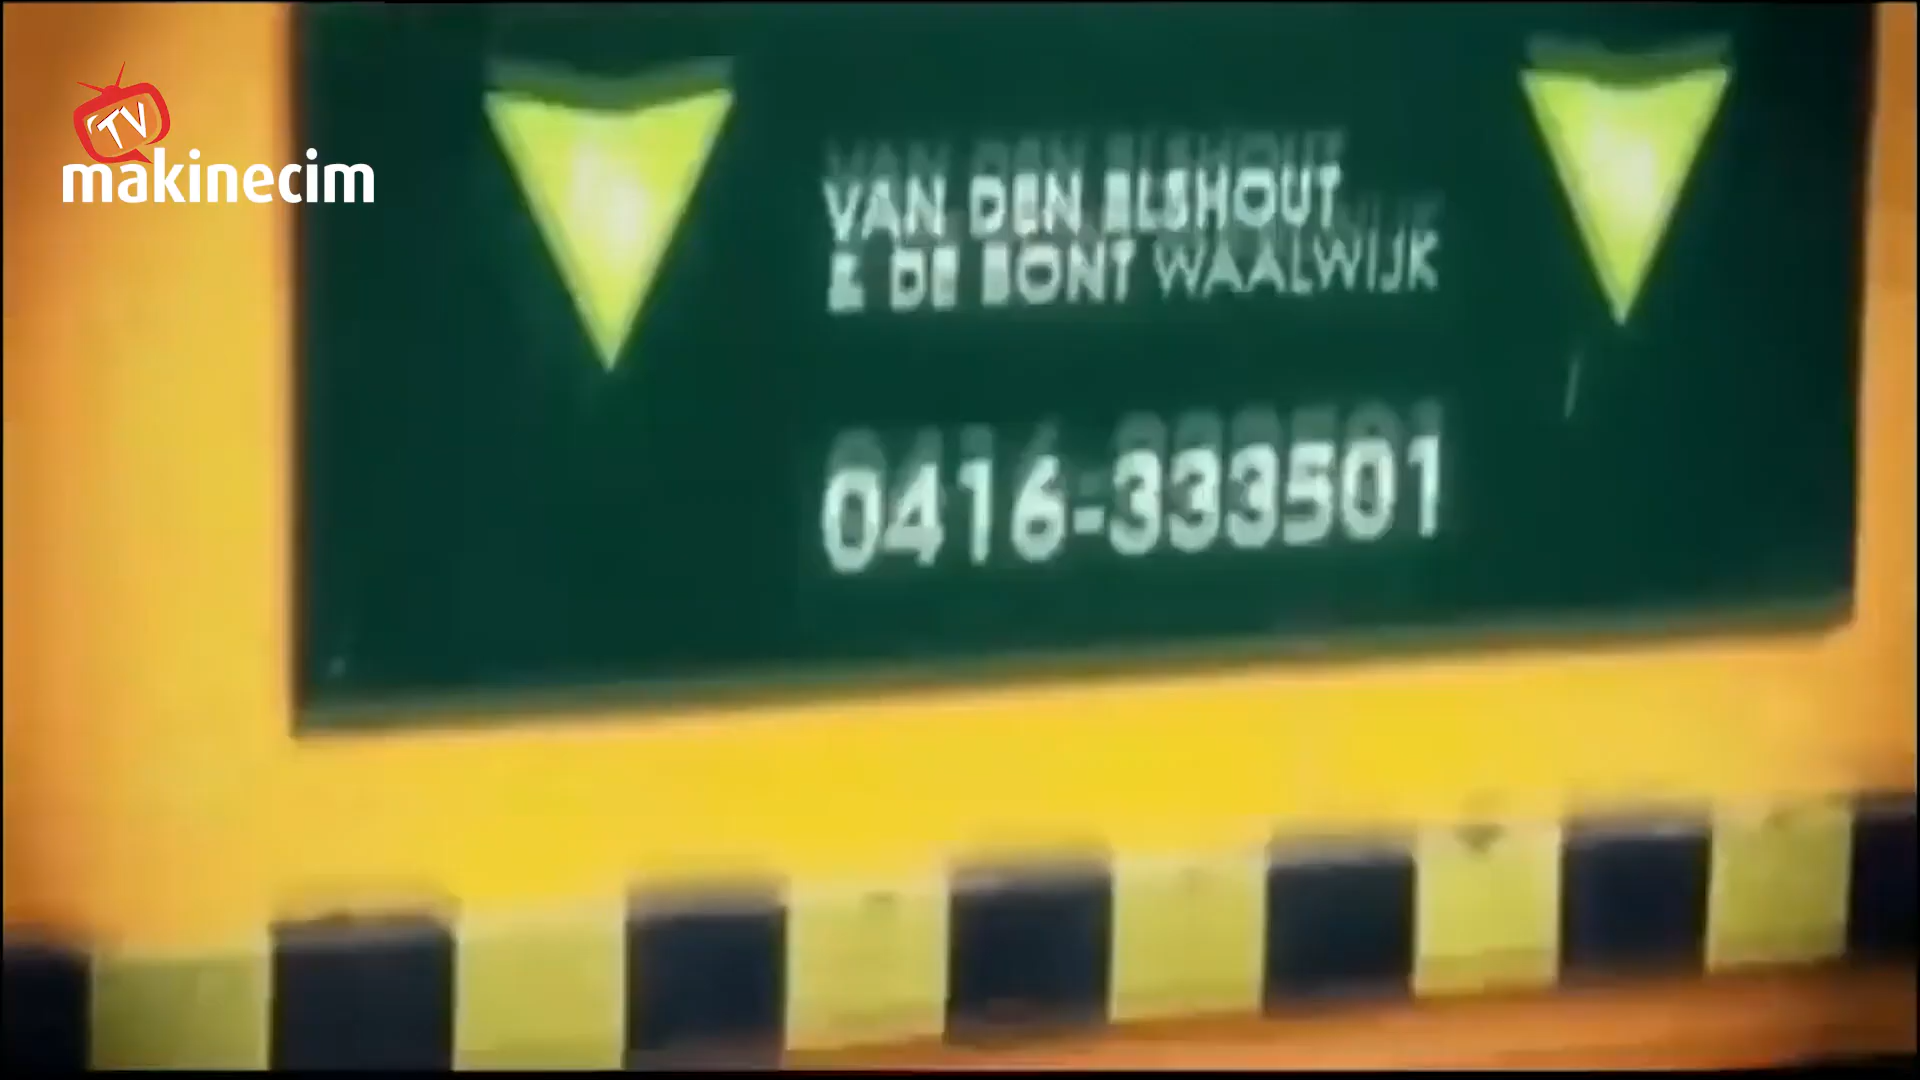 TV
makinecim
VAN DEN ELSHOUT
& DE BONT WAALWIJK
0416-333501